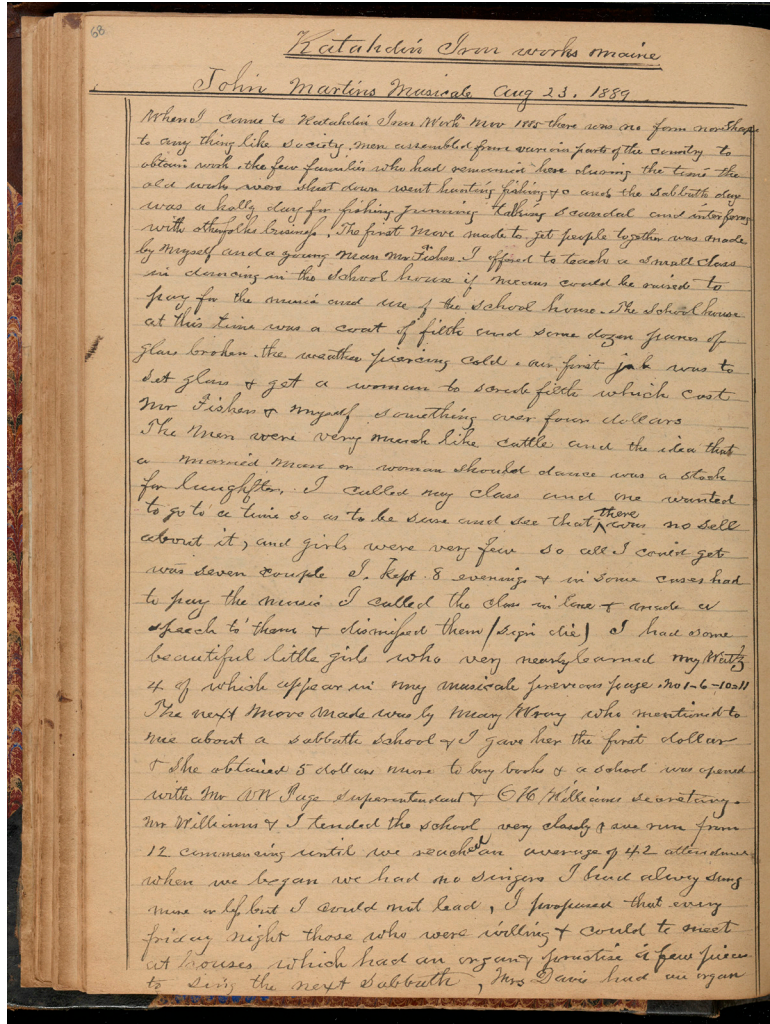 68
Katahdin Iron works maine
John Martins Musicale Aug 23. 1889
When I came to Katahdin Iron Work Nov 1885 there was no form nor shape
to any thing like society, men assembled from various parts of the country to
obtain work. the few families who had remained here during the time the
old works were shut down went hunting fishing &c and the Sabbath day
was a holly day for fishing gunning talking scandal and interfering
with otherfolks business. The first move made to get people together was made
by myself and a young man Mr Fisher. I offered to teach a small class
in dancing in the school house if means could be raised to
pay for the music and use of the school house. The School house
at this time was a coat of filth and some dozen panes of
glass broken. the weather piercing cold. our first job was to
set glass & get a woman to scrub filth which cost
Mr Fisher & myself something over four dollars
The men were very much like cattle and the idea that
a married man or woman should dance was a stock
for laughter. I called my class and one wanted
to go to a time so as to be sure and see that there was no sell
about it, and girls were very few so all I could get
was seven couple I. Kept 8 evenings & in some cases had
to pay the music I called the class in line & made a
speech to them & dismissed them (sign die) I had some
beautiful little girls who very nearly learned my Waltz
4 of which appear in my musicale previous page. No 1-6-10&11
The next move made was by Mary Wray who mentioned to
me about a sabbath school & I gave her the first dollar
& she obtained 5 dollars more to buy books & a school was opened
with Mr W Page superentendant & C H Williams secretary.
Mr Williams & I tended the school very closely & we run from
12 commencing until we reached an average of 42 attendance
when we began we had no singers I had alway sung
more or less but I could not lead, I proposed that every
friday night those who were willing & could to meet
at houses which had an organ & practise a few pieces
to sing the next Sabbath, Mrs Davis had an organ